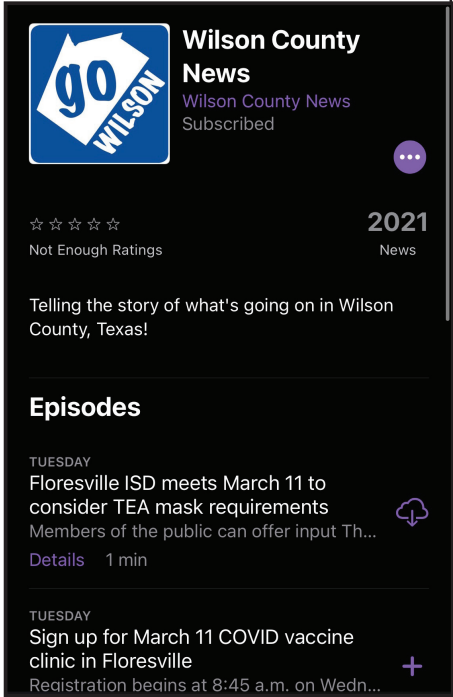 go
WILSON
Wilson County
News
Wilson County News
Subscribed
2021
Not Enough Ratings
News
Telling the story of what's going on in Wilson
County, Texas!
Episodes
TUESDAY
Floresville ISD meets March 11 to
consider TEA mask requirements
Members of the public can offer input Th...
Details 1 min
TUESDAY
Sign up for March 11 COVID vaccine
clinic in Floresville
Registration begins at 8:45 a.m. on Wedn...